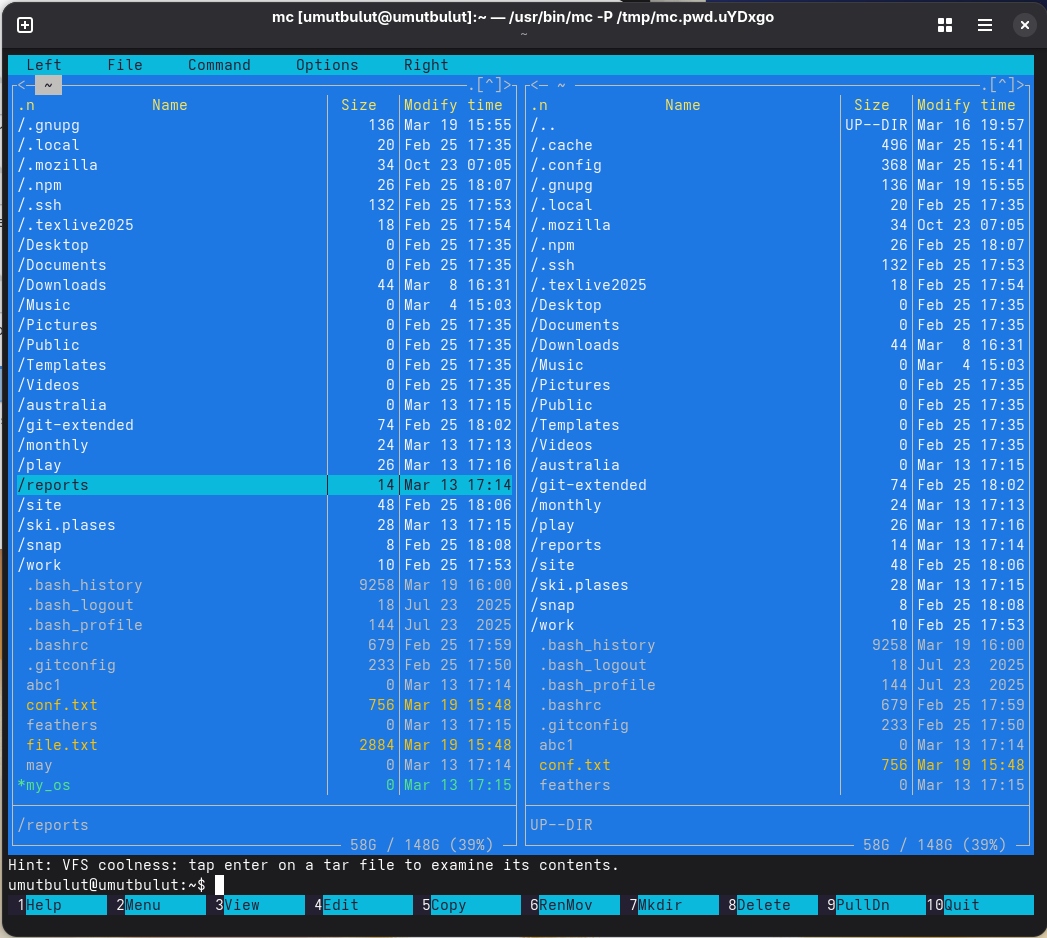 mc [umutbulut@umutbulut]:~ — /usr/bin/mc -P /tmp/mc.pwd.uYDxgo
~
Left File Command Options Right
<─ ~ .[^]> <─ ~ .[^]>
.n Name Size Modify time .n Name Size Modify time
/.gnupg 136 Mar 19 15:55 /.. UP--DIR Mar 16 19:57
/.local 20 Feb 25 17:35 /.cache 496 Mar 25 15:41
/.mozilla 34 Oct 23 07:05 /.config 368 Mar 25 15:41
/.npm 26 Feb 25 18:07 /.gnupg 136 Mar 19 15:55
/.ssh 132 Feb 25 17:53 /.local 20 Feb 25 17:35
/.texlive2025 18 Feb 25 17:54 /.mozilla 34 Oct 23 07:05
/Desktop 0 Feb 25 17:35 /.npm 26 Feb 25 18:07
/Documents 0 Feb 25 17:35 /.ssh 132 Feb 25 17:53
/Downloads 44 Mar 8 16:31 /.texlive2025 18 Feb 25 17:54
/Music 0 Mar 4 15:03 /Desktop 0 Feb 25 17:35
/Pictures 0 Feb 25 17:35 /Documents 0 Feb 25 17:35
/Public 0 Feb 25 17:35 /Downloads 44 Mar 8 16:31
/Templates 0 Feb 25 17:35 /Music 0 Mar 4 15:03
/Videos 0 Feb 25 17:35 /Pictures 0 Feb 25 17:35
/australia 0 Mar 13 17:15 /Public 0 Feb 25 17:35
/git-extended 74 Feb 25 18:02 /Templates 0 Feb 25 17:35
/monthly 24 Mar 13 17:13 /Videos 0 Feb 25 17:35
/play 26 Mar 13 17:16 /australia 0 Mar 13 17:15
/reports 14 Mar 13 17:14 /git-extended 74 Feb 25 18:02
/site 48 Feb 25 18:06 /monthly 24 Mar 13 17:13
/ski.plases 28 Mar 13 17:15 /play 26 Mar 13 17:16
/snap 8 Feb 25 18:08 /reports 14 Mar 13 17:14
/work 10 Feb 25 17:53 /site 48 Feb 25 18:06
.bash_history 9258 Mar 19 16:00 /ski.plases 28 Mar 13 17:15
.bash_logout 18 Jul 23 2025 /snap 8 Feb 25 18:08
.bash_profile 144 Jul 23 2025 /work 10 Feb 25 17:53
.bashrc 679 Feb 25 17:59 .bash_history 9258 Mar 19 16:00
.gitconfig 233 Feb 25 17:50 .bash_logout 18 Jul 23 2025
abc1 0 Mar 13 17:14 .bash_profile 144 Jul 23 2025
conf.txt 756 Mar 19 15:48 .bashrc 679 Feb 25 17:59
feathers 0 Mar 13 17:15 .gitconfig 233 Feb 25 17:50
file.txt 2884 Mar 19 15:48 abc1 0 Mar 13 17:14
may 0 Mar 13 17:14 conf.txt 756 Mar 19 15:48
*my_os 0 Mar 13 17:15 feathers 0 Mar 13 17:15
/reports UP--DIR
58G / 148G (39%) 58G / 148G (39%)
Hint: VFS coolness: tap enter on a tar file to examine its contents.
umutbulut@umutbulut:~$
1Help 2Menu 3View 4Edit 5Copy 6RenMov 7Mkdir 8Delete 9PullDn 10Quit